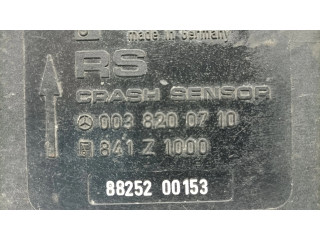 made in Germany
RS
CRASH SENSOR
003 820 07 10
841 Z 1000
88252 00153